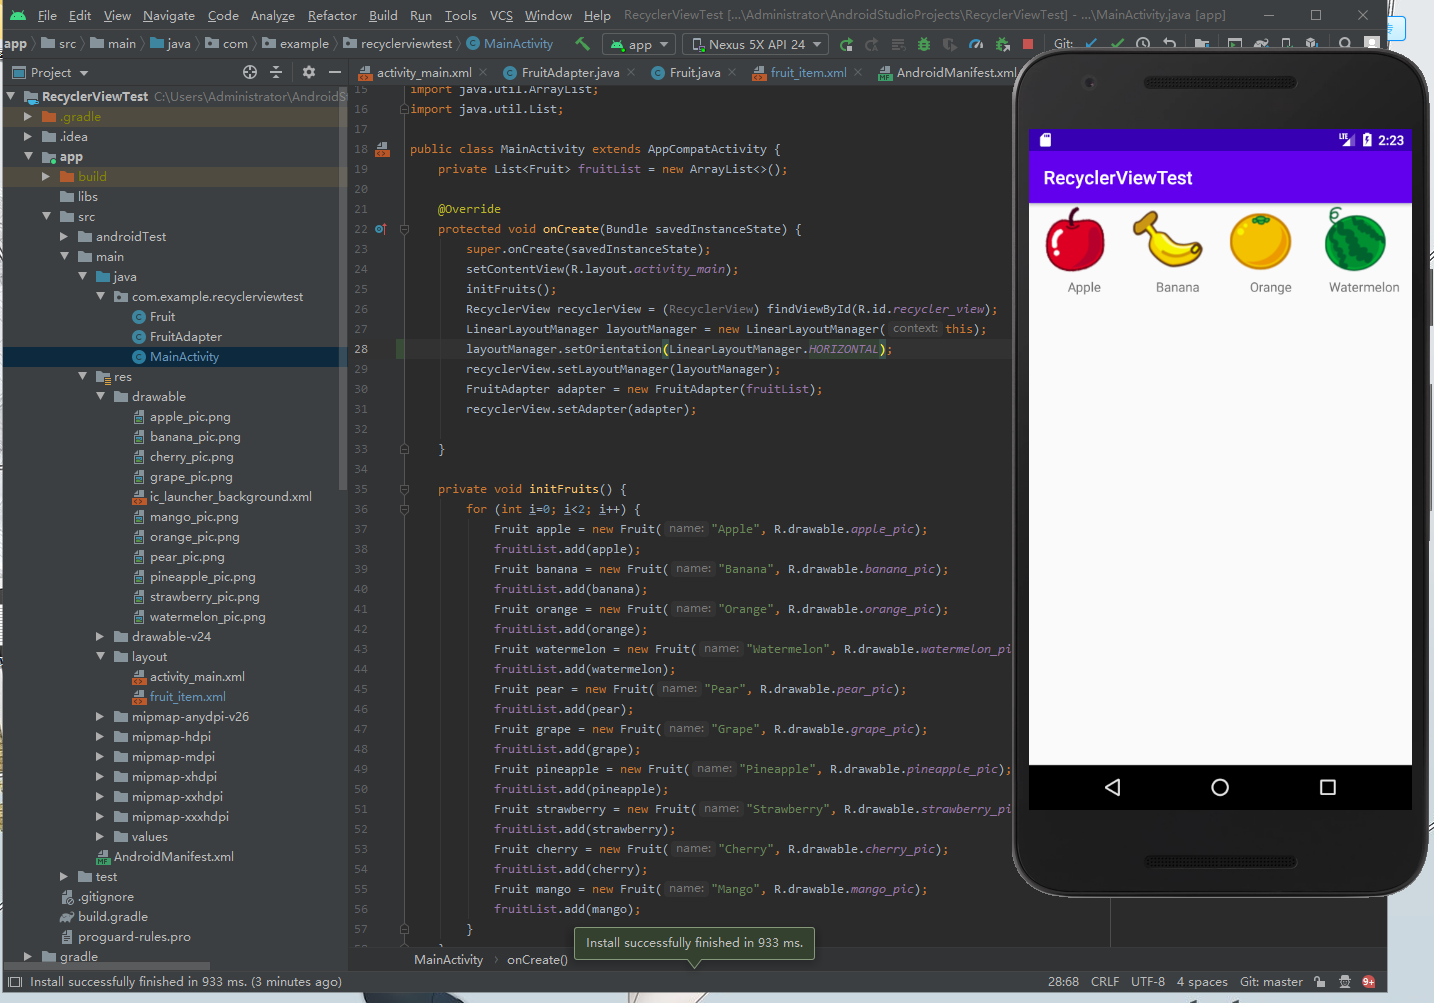 File Edit View Navigate Code Analyze Refactor Build Run Tools VCS Window Help RecyclerViewTest [...\Administrator\AndroidStudioProjects\RecyclerViewTest] - ...\MainActivity.java [app]
app src main java com example recyclerviewtest MainActivity app Nexus 5X API 24 Git:
Project activity_main.xml FruitAdapter.java Fruit.java fruit_item.xml AndroidManifest.xml
RecyclerViewTest C:\Users\Administrator\AndroidS
.gradle
.idea
app
build
libs
src
androidTest
main
java
com.example.recyclerviewtest
Fruit
FruitAdapter
MainActivity
res
drawable
apple_pic.png
banana_pic.png
cherry_pic.png
grape_pic.png
ic_launcher_background.xml
mango_pic.png
orange_pic.png
pear_pic.png
pineapple_pic.png
strawberry_pic.png
watermelon_pic.png
drawable-v24
layout
activity_main.xml
fruit_item.xml
mipmap-anydpi-v26
mipmap-hdpi
mipmap-mdpi
mipmap-xhdpi
mipmap-xxhdpi
mipmap-xxxhdpi
values
AndroidManifest.xml
test
.gitignore
build.gradle
proguard-rules.pro
gradle
15 import java.util.ArrayList;
16 import java.util.List;
17
18 public class MainActivity extends AppCompatActivity {
19 private List<Fruit> fruitList = new ArrayList<>();
20
21 @Override
22 protected void onCreate(Bundle savedInstanceState) {
23 super.onCreate(savedInstanceState);
24 setContentView(R.layout.activity_main);
25 initFruits();
26 RecyclerView recyclerView = (RecyclerView) findViewById(R.id.recycler_view);
27 LinearLayoutManager layoutManager = new LinearLayoutManager( context: this);
28 layoutManager.setOrientation(LinearLayoutManager.HORIZONTAL);
29 recyclerView.setLayoutManager(layoutManager);
30 FruitAdapter adapter = new FruitAdapter(fruitList);
31 recyclerView.setAdapter(adapter);
32
33 }
34
35 private void initFruits() {
36 for (int i=0; i<2; i++) {
37 Fruit apple = new Fruit( name: "Apple", R.drawable.apple_pic);
38 fruitList.add(apple);
39 Fruit banana = new Fruit( name: "Banana", R.drawable.banana_pic);
40 fruitList.add(banana);
41 Fruit orange = new Fruit( name: "Orange", R.drawable.orange_pic);
42 fruitList.add(orange);
43 Fruit watermelon = new Fruit( name: "Watermelon", R.drawable.watermelon_pi
44 fruitList.add(watermelon);
45 Fruit pear = new Fruit( name: "Pear", R.drawable.pear_pic);
46 fruitList.add(pear);
47 Fruit grape = new Fruit( name: "Grape", R.drawable.grape_pic);
48 fruitList.add(grape);
49 Fruit pineapple = new Fruit( name: "Pineapple", R.drawable.pineapple_pic);
50 fruitList.add(pineapple);
51 Fruit strawberry = new Fruit( name: "Strawberry", R.drawable.strawberry_pi
52 fruitList.add(strawberry);
53 Fruit cherry = new Fruit( name: "Cherry", R.drawable.cherry_pic);
54 fruitList.add(cherry);
55 Fruit mango = new Fruit( name: "Mango", R.drawable.mango_pic);
56 fruitList.add(mango);
57 }
Install successfully finished in 933 ms.
MainActivity onCreate()
Install successfully finished in 933 ms. (3 minutes ago) 28:68 CRLF UTF-8 4 spaces Git: master 9+
LTE 2:23
RecyclerViewTest
Apple Banana Orange Watermelon